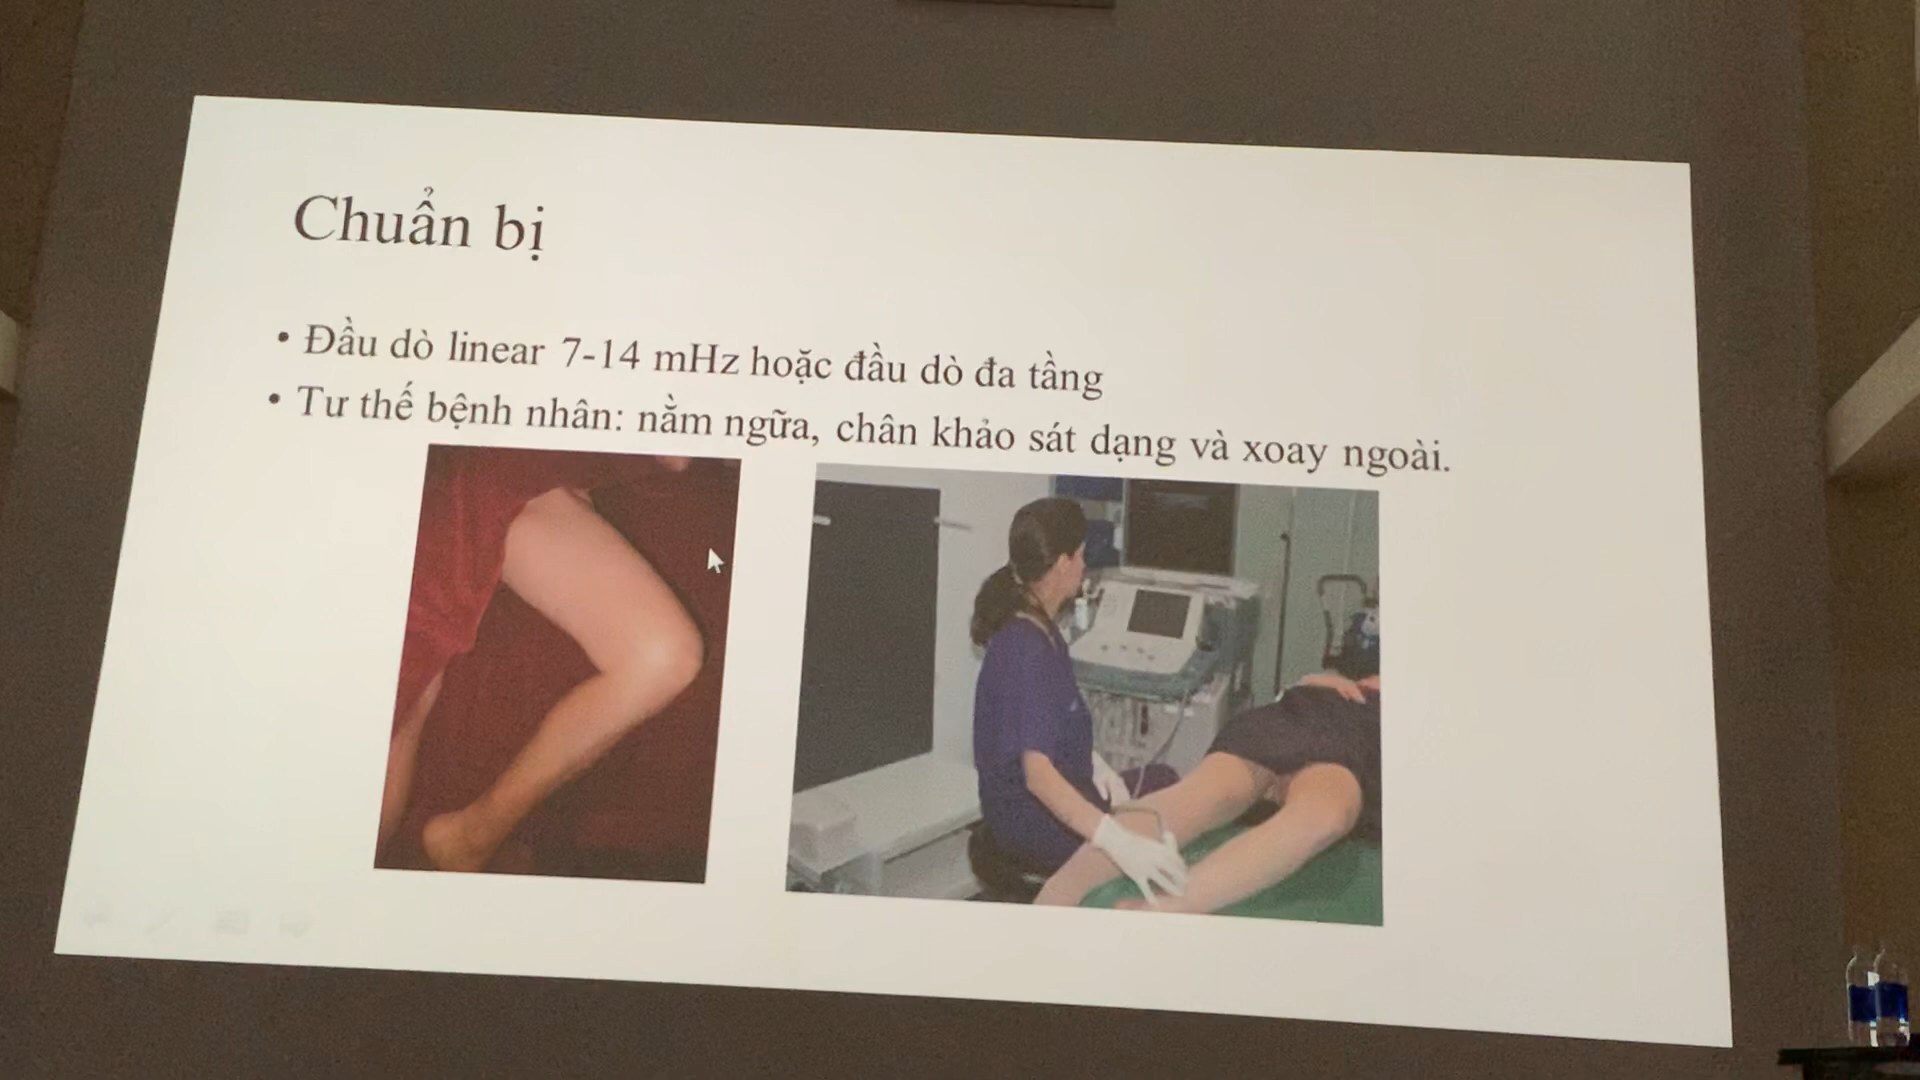 Chuẩn bị
• Đầu dò linear 7-14 mHz hoặc đầu dò đa tầng
• Tư thế bệnh nhân: nằm ngữa, chân khảo sát dạng và xoay ngoài.